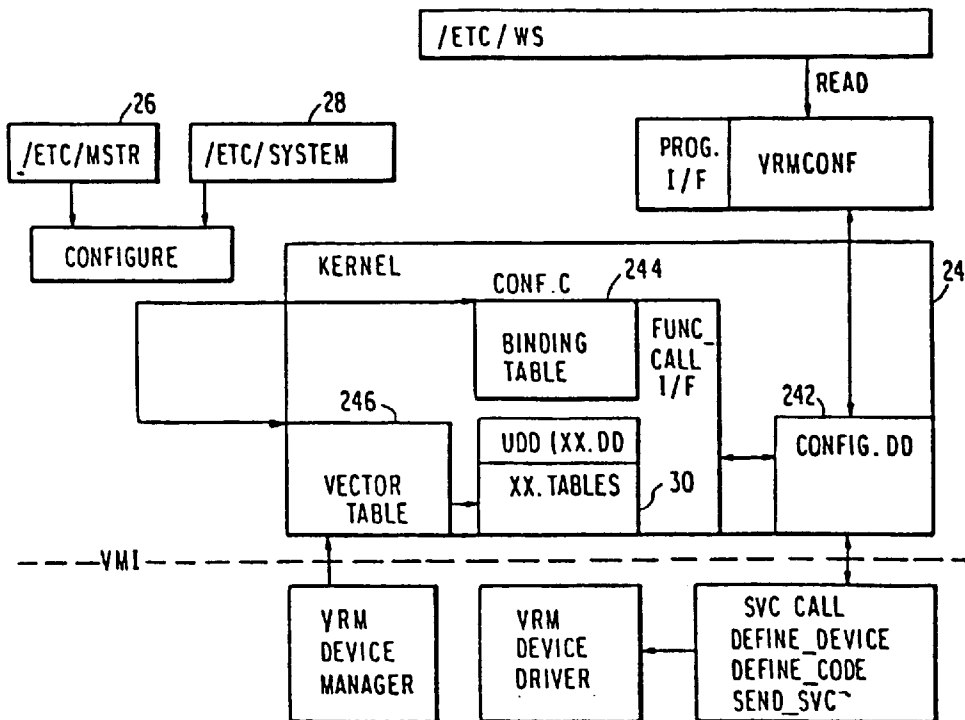 /ETC/WS
READ
26
28
/ETC/MSTR
/ETC/SYSTEM
PROG.
I/F
VRMCONF
CONFIGURE
KERNEL
24
CONF.C
244
BINDING
TABLE
FUNC_
CALL
I/F
246
242
VECTOR
TABLE
UDD (XX.DD
XX.TABLES
30
CONFIG.DD
VMI
VRM
DEVICE
MANAGER
VRM
DEVICE
DRIVER
SVC CALL
DEFINE_DEVICE
DEFINE_CODE
SEND_SVC